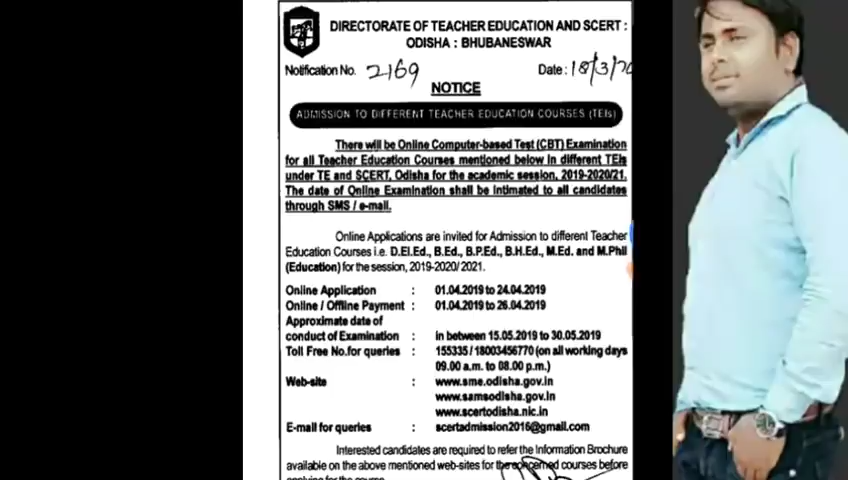 DIRECTORATE OF TEACHER EDUCATION AND SCERT :
ODISHA : BHUBANESWAR
Notification No. 2169 Date : 18/3/20
NOTICE
ADMISSION TO DIFFERENT TEACHER EDUCATION COURSES (TEIs)
There will be Online Computer-based Test (CBT) Examination
for all Teacher Education Courses mentioned below in different TEIs
under TE and SCERT, Odisha for the academic session, 2019-2020/21.
The date of Online Examination shall be intimated to all candidates
through SMS / e-mail.
Online Applications are invited for Admission to different Teacher
Education Courses i.e. D.El.Ed., B.Ed., B.P.Ed., B.H.Ed., M.Ed. and M.Phil
(Education) for the session, 2019-2020/ 2021.
Online Application : 01.04.2019 to 24.04.2019
Online / Offline Payment : 01.04.2019 to 26.04.2019
Approximate date of
conduct of Examination : in between 15.05.2019 to 30.05.2019
Toll Free No.for queries : 155335 / 18003456770 (on all working days
09.00 a.m. to 08.00 p.m.)
Web-site : www.sme.odisha.gov.in
www.samsodisha.gov.in
www.scertodisha.nic.in
E-mail for queries : scertadmission2016@gmail.com
Interested candidates are required to refer the Information Brochure
available on the above mentioned web-sites for the concerned courses before
applying for the course